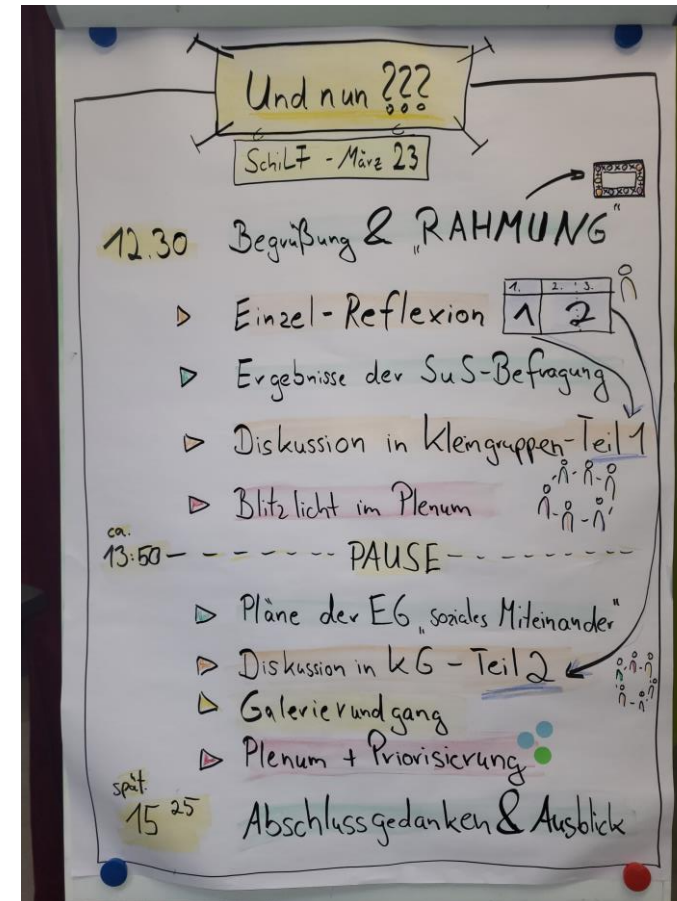 Und nun ???
SchiLF - März 23
12.30 Begrüßung & „RAHMUNG"
1. 2. 3.
Einzel-Reflexion 1 2
Ergebnisse der SuS-Befragung
Diskussion in Kleingruppen-Teil 1
Blitzlicht im Plenum
ca.
13:50 - - - - - - PAUSE - - - - - -
Pläne der EG „soziales Miteinander"
Diskussion in KG - Teil 2
Galerierundgang
Plenum + Priorisierung
spät.
15 25 Abschlussgedanken & Ausblick